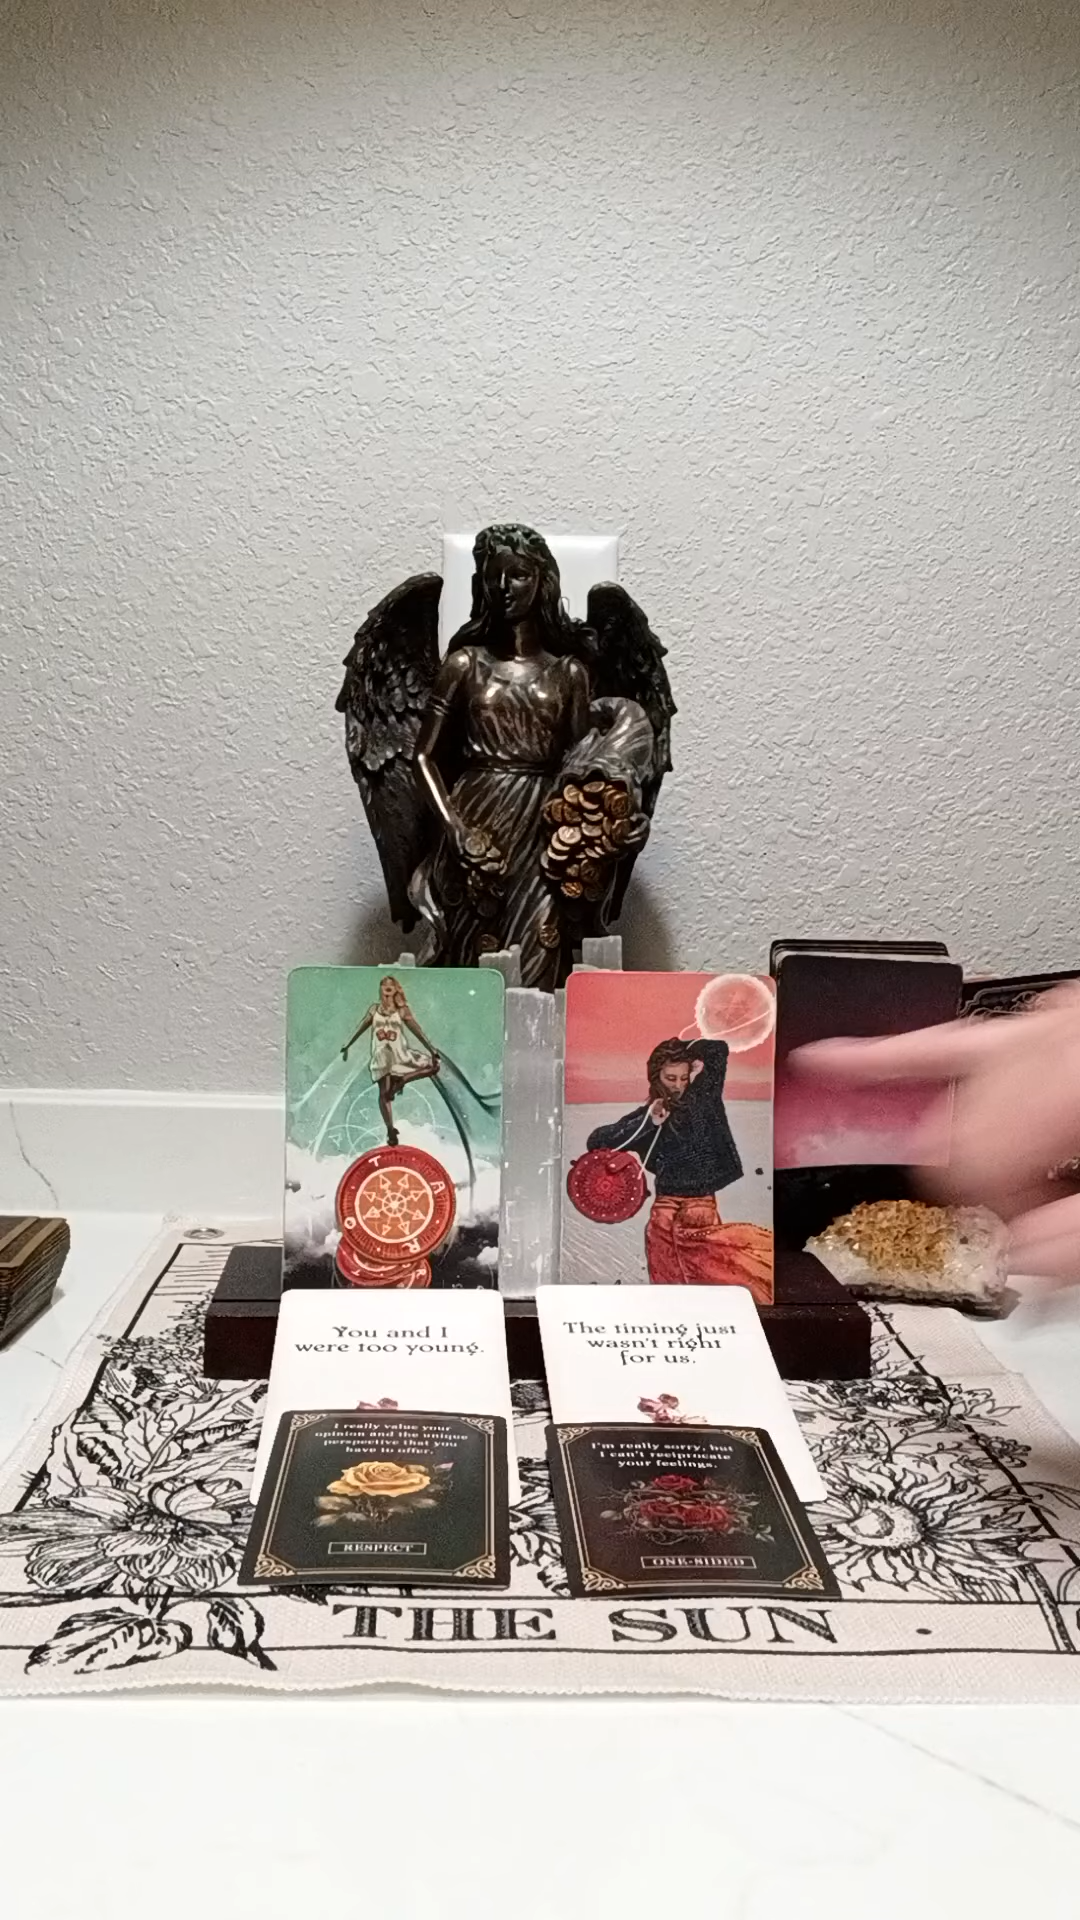 T A R O
You and I
were too young.
The timing just
wasn't right
for us.
I really value your
opinion and the unique
perspective that you
have to offer.
RESPECT
I'm really sorry, but
I can't reciprocate
your feelings.
ONE-SIDED
THE SUN